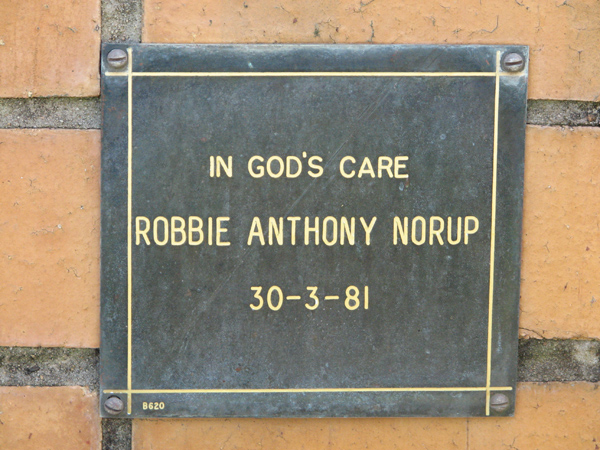 IN GOD'S CARE
ROBBIE ANTHONY NORUP
30-3-81
B620